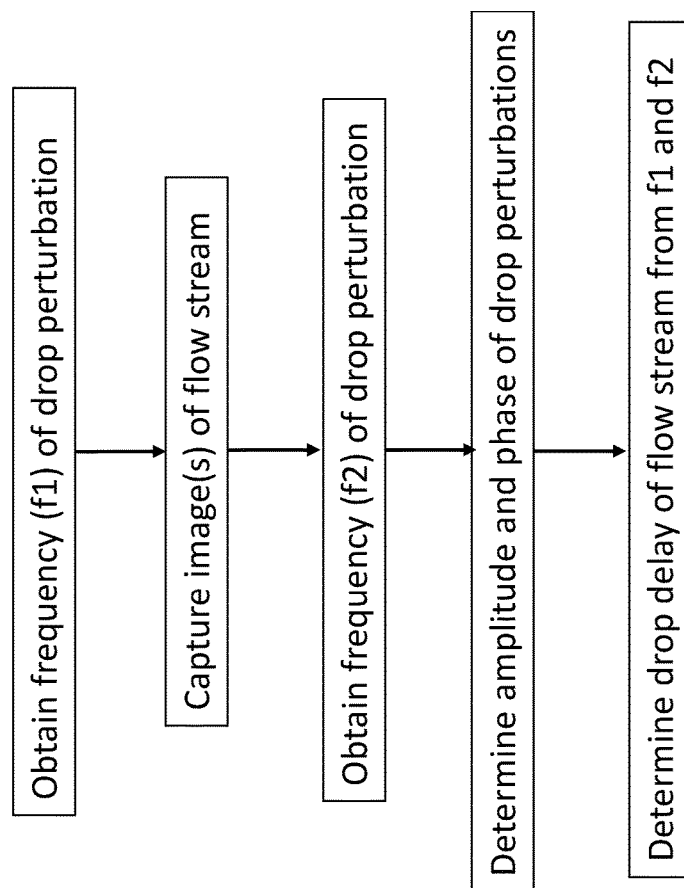 Obtain frequency (f1) of drop perturbation
Capture image(s) of flow stream
Obtain frequency (f2) of drop perturbation
Determine amplitude and phase of drop perturbations
Determine drop delay of flow stream from f1 and f2